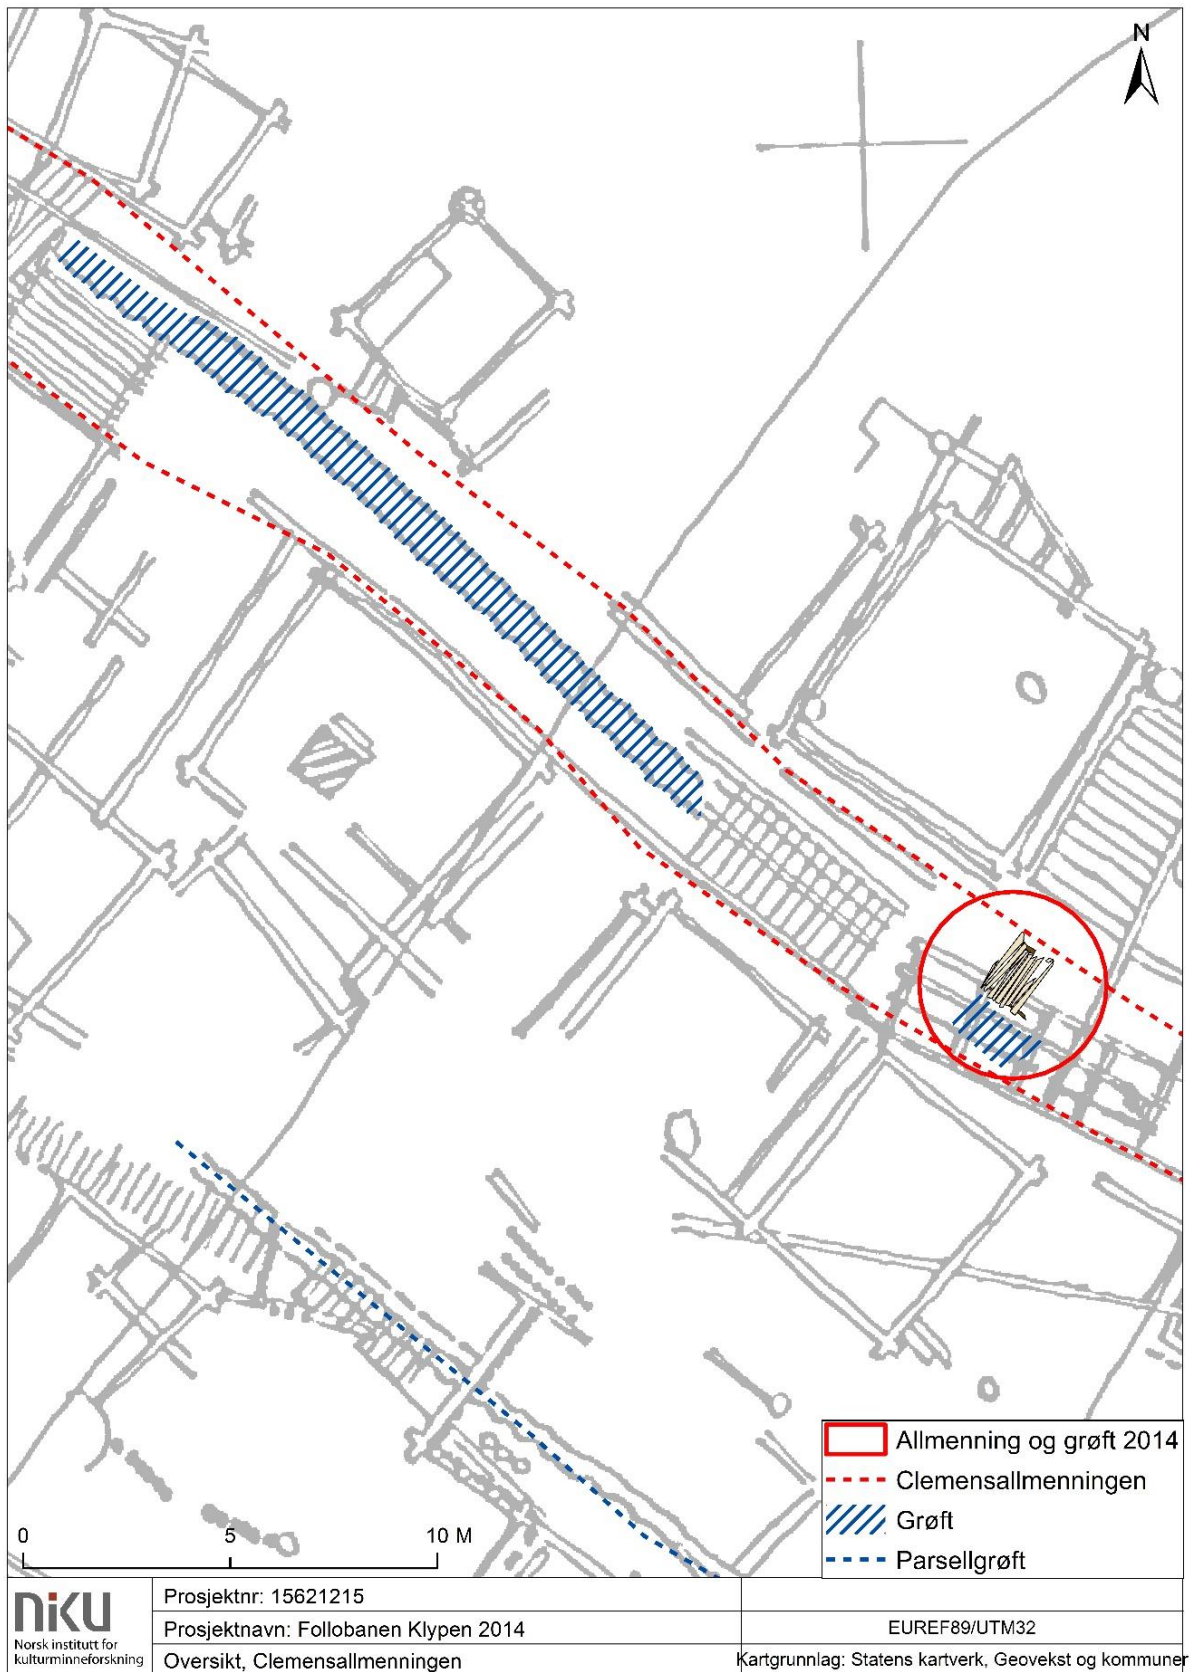 N
Allmenning og grøft 2014
Clemensallmenningen
Grøft
Parsellgrøft
0 5 10 M
niku
Norsk institutt for
kulturminneforskning
Prosjektnr: 15621215
Prosjektnavn: Follobanen Klypen 2014
Oversikt, Clemensallmenningen
EUREF89/UTM32
Kartgrunnlag: Statens kartverk, Geovekst og kommuner